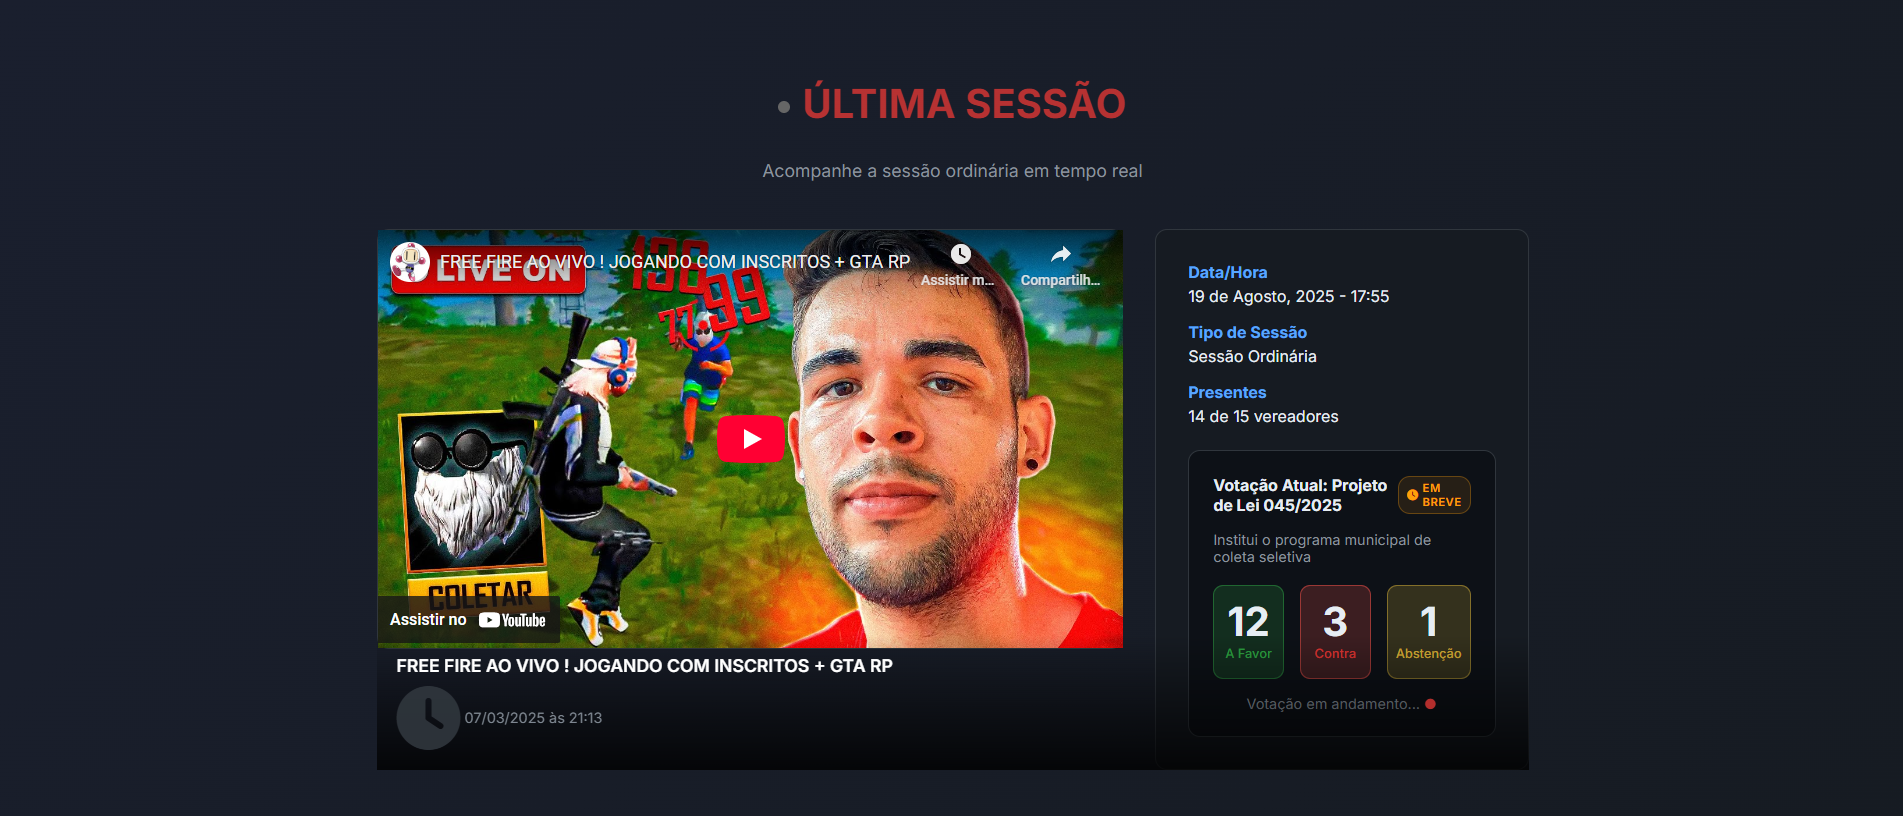 ÚLTIMA SESSÃO
Acompanhe a sessão ordinária em tempo real
FREE FIRE AO VIVO ! JOGANDO COM INSCRITOS + GTA RP
LIVE ON
Assistir m...
Compartilh...
99
77
COLETAR
Assistir no YouTube
FREE FIRE AO VIVO ! JOGANDO COM INSCRITOS + GTA RP
07/03/2025 às 21:13
Data/Hora
19 de Agosto, 2025 - 17:55
Tipo de Sessão
Sessão Ordinária
Presentes
14 de 15 vereadores
Votação Atual: Projeto
de Lei 045/2025
EM
BREVE
Institui o programa municipal de
coleta seletiva
12
A Favor
3
Contra
1
Abstenção
Votação em andamento...